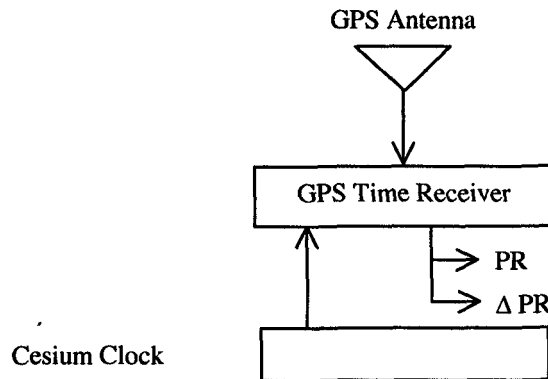 GPS Antenna
GPS Time Receiver
PR
Δ PR
Cesium Clock